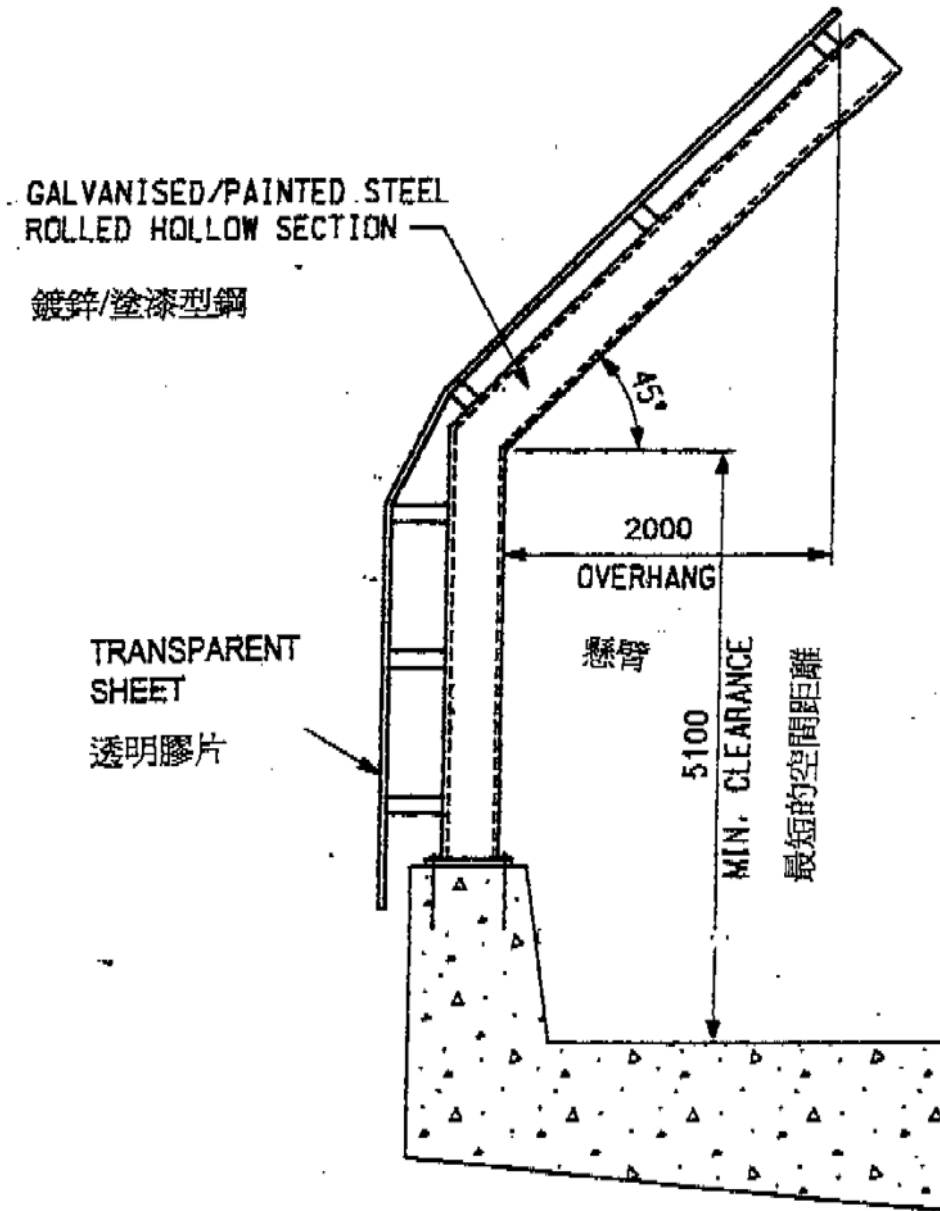 GALVANISED/PAINTED STEEL
ROLLED HOLLOW SECTION
鍍鋅/塗漆型鋼
45°
2000
OVERHANG
懸臂
TRANSPARENT
SHEET
透明膠片
5100
MIN. CLEARANCE
最短的空間距離